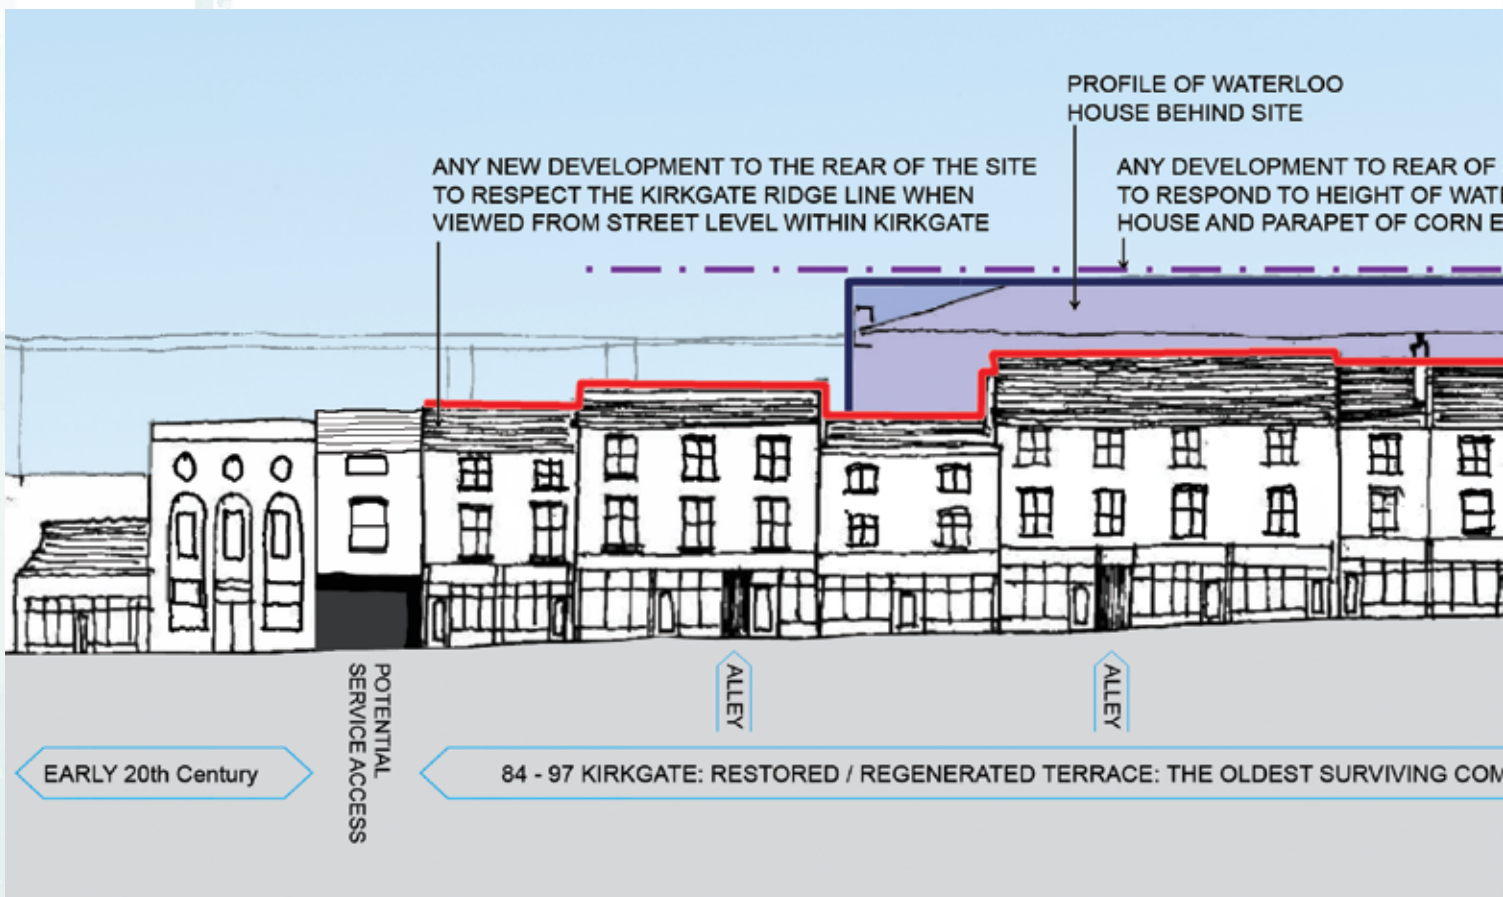 PROFILE OF WATERLOO
HOUSE BEHIND SITE
ANY NEW DEVELOPMENT TO THE REAR OF THE SITE
TO RESPECT THE KIRKGATE RIDGE LINE WHEN
VIEWED FROM STREET LEVEL WITHIN KIRKGATE
ANY DEVELOPMENT TO REAR OF
TO RESPOND TO HEIGHT OF
HOUSE AND PARAPET OF CORN
POTENTIAL
SERVICE ACCESS
ALLEY
ALLEY
EARLY 20th Century
84 - 97 KIRKGATE: RESTORED / REGENERATED TERRACE: THE OLDEST SURVIVING